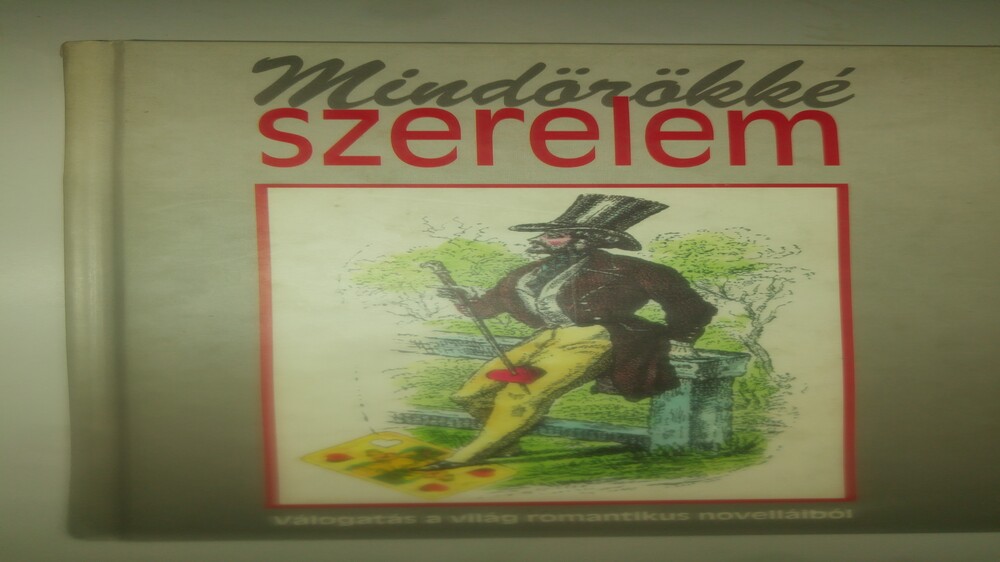 Mindörökké
szerelem
Válogatás a világ romantikus novelláiból